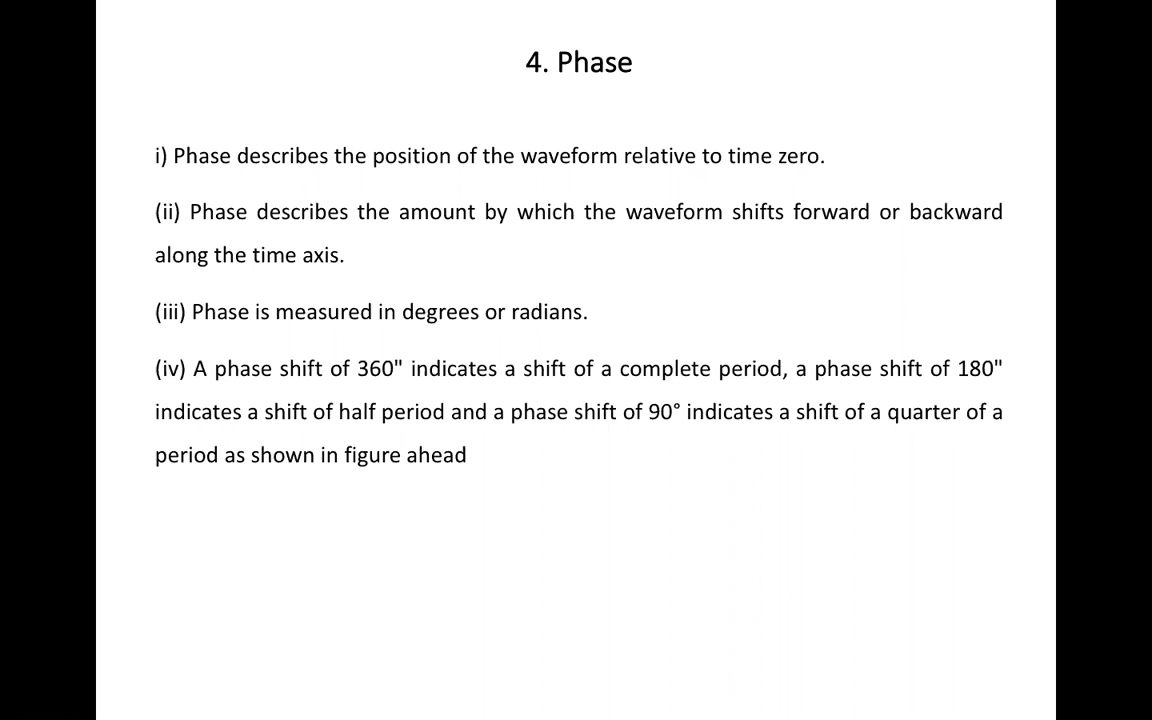 4. Phase
i) Phase describes the position of the waveform relative to time zero.
(ii) Phase describes the amount by which the waveform shifts forward or backward
along the time axis.
(iii) Phase is measured in degrees or radians.
(iv) A phase shift of 360" indicates a shift of a complete period, a phase shift of 180"
indicates a shift of half period and a phase shift of 90° indicates a shift of a quarter of a
period as shown in figure ahead